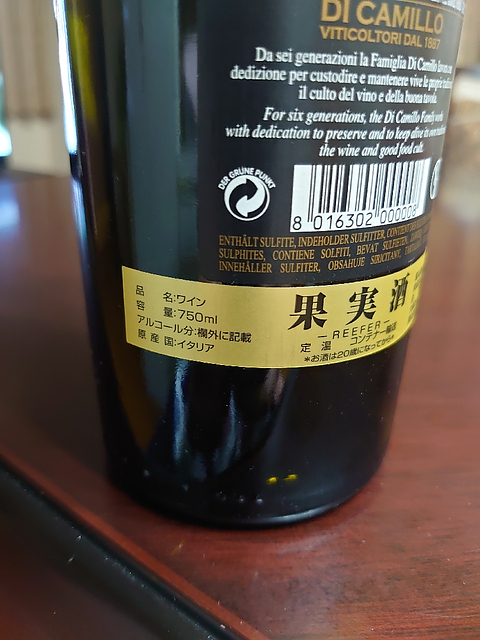 DI CAMILLO
VITICOLTORI DAL 1887
Da sei generazioni la Famiglia Di Camillo
dedizione per custodire e mantenere vive le proprie
il culto del vino e della buona tavola.
For six generations, the Di Camillo Family works
with dedication to preserve and to keep alive its own
the wine and good food cult.
DER GRÜNE PUNKT
8 016302 000008
ENTHÄLT SULFITE, INDEHOLDER SULFITTER,
SULPHITES, CONTIENE SOLFITI, BEVAT SULFIETEN,
INNEHÅLLER SULFITER, OBSAHUJE SIRICITANY,
品 名:ワイン
容 量:750ml
アルコール分:欄外に記載
原 産 国:イタリア
果実酒
—REEFER—
定温 コンテナー輸送
*お酒は20歳になってから*